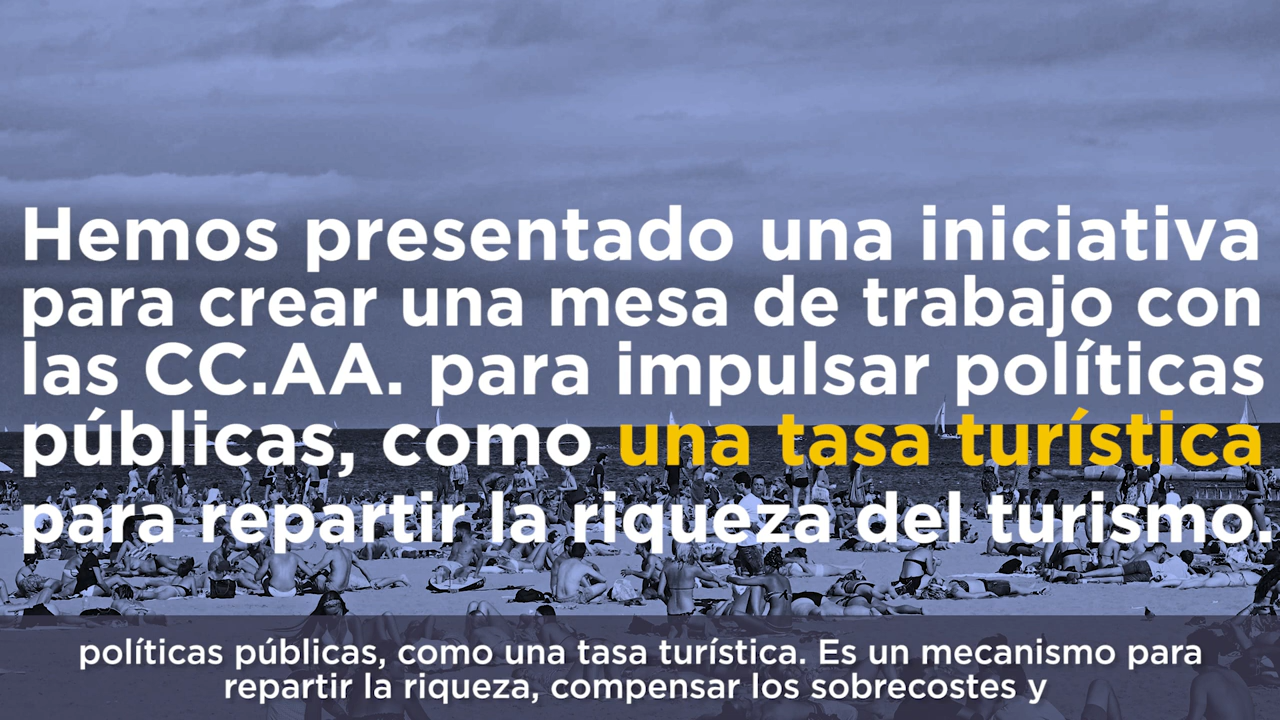 Hemos presentado una iniciativa
para crear una mesa de trabajo con
las CC.AA. para impulsar políticas
públicas, como una tasa turística
para repartir la riqueza del turismo.
políticas públicas, como una tasa turística. Es un mecanismo para
repartir la riqueza, compensar los sobrecostes y